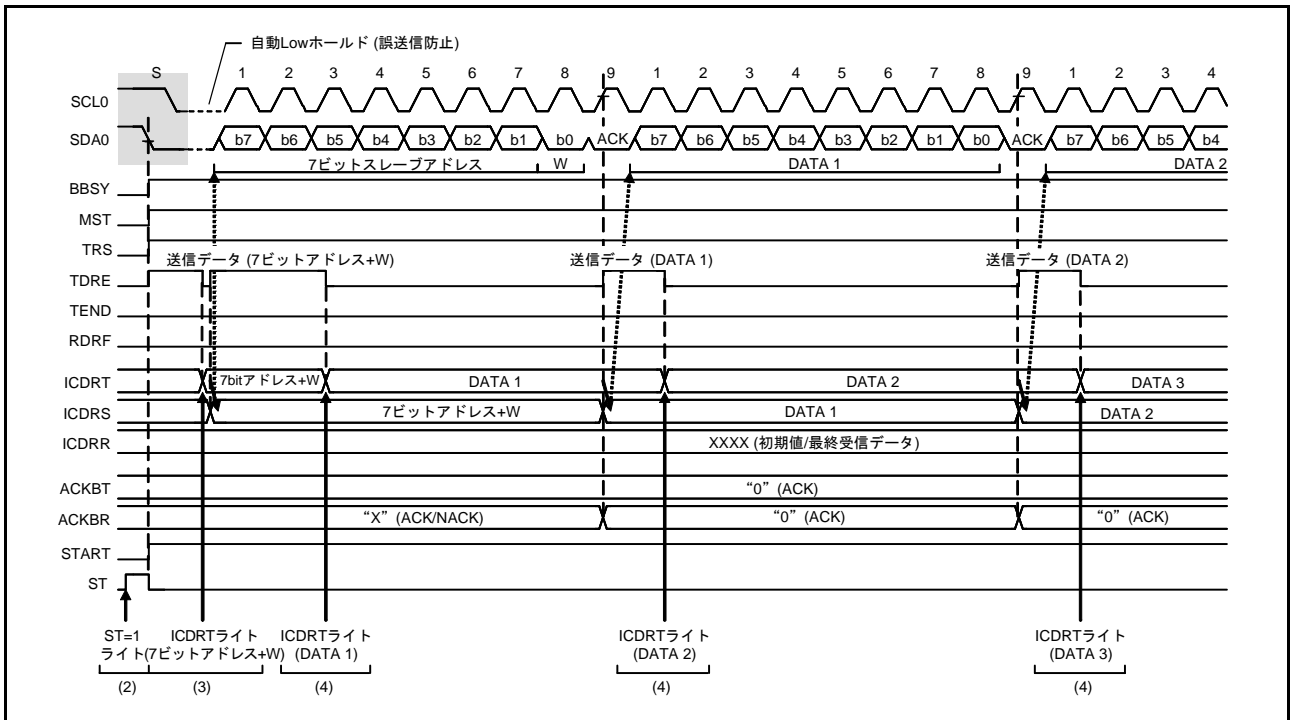 自動Lowホールド (誤送信防止)
S 1 2 3 4 5 6 7 8 9 1 2 3 4 5 6 7 8 9 1 2 3 4
SCL0
SDA0 b7 b6 b5 b4 b3 b2 b1 b0 ACK b7 b6 b5 b4 b3 b2 b1 b0 ACK b7 b6 b5 b4
7ビットスレーブアドレス W DATA 1 DATA 2
BBSY
MST
TRS
送信データ (7ビットアドレス+W) 送信データ (DATA 1) 送信データ (DATA 2)
TDRE
TEND
RDRF
ICDRT 7bitアドレス+W DATA 1 DATA 2 DATA 3
ICDRS 7ビットアドレス+W DATA 1 DATA 2
ICDRR XXXX (初期値/最終受信データ)
ACKBT “0” (ACK)
ACKBR “X” (ACK/NACK) “0” (ACK) “0” (ACK)
START
ST
ST=1 ICDRTライト ICDRTライト ICDRTライト ICDRTライト
ライト (7ビットアドレス+W) (DATA 1) (DATA 2) (DATA 3)
(2) (3) (4) (4) (4)